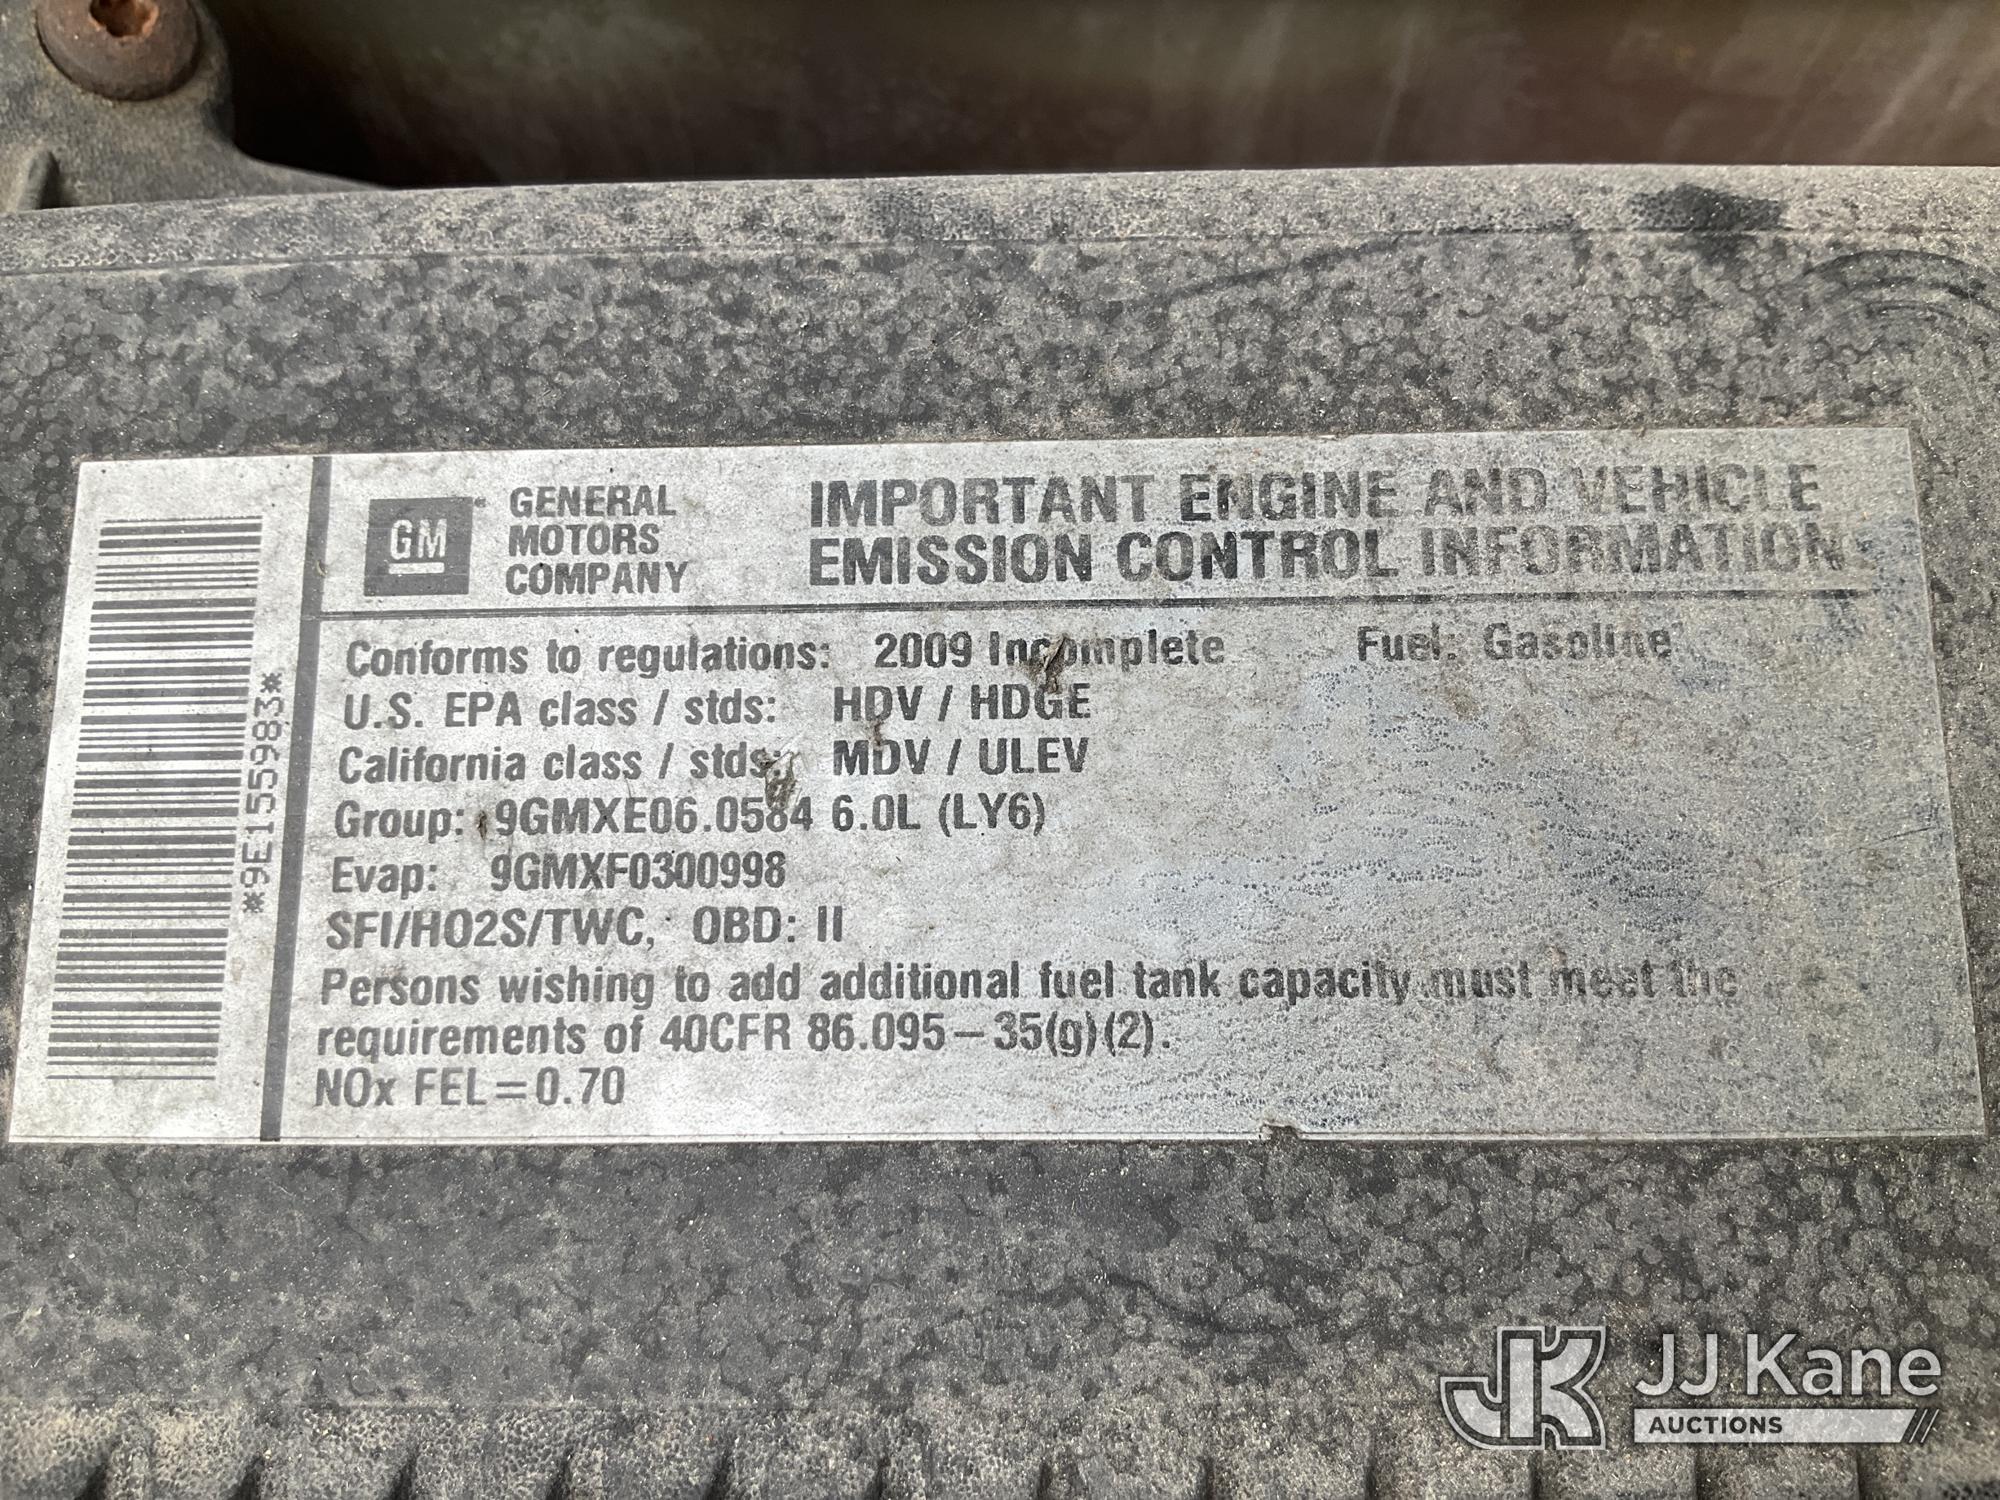 GM
GENERAL
MOTORS
COMPANY
IMPORTANT ENGINE AND VEHICLE
EMISSION CONTROL INFORMATION
*9E155983*
Conforms to regulations: 2009 Incomplete Fuel: Gasoline
U.S. EPA class / stds: HDV / HDGE
California class / stds: MDV / ULEV
Group: 9GMXE06.0584 6.0L (LY6)
Evap: 9GMXF0300998
SFI/HO2S/TWC, OBD: II
Persons wishing to add additional fuel tank capacity must meet the
requirements of 40CFR 86.095–35(g)(2).
NOx FEL=0.70
JK JJ Kane
AUCTIONS